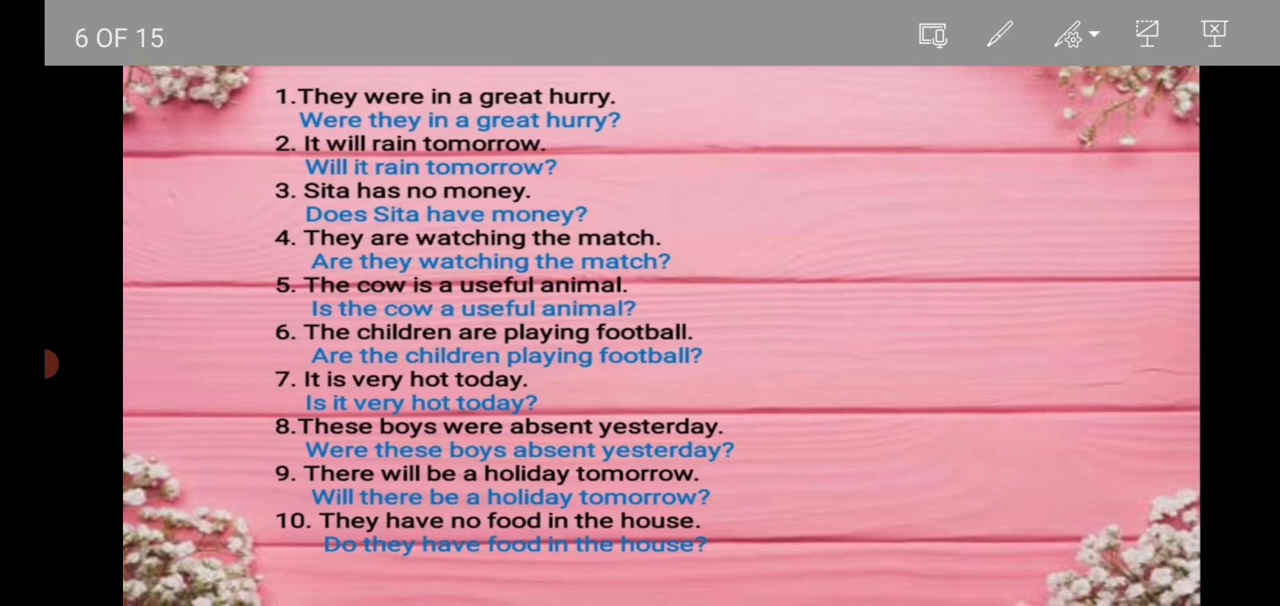 6 OF 15
1.They were in a great hurry.
Were they in a great hurry?
2. It will rain tomorrow.
Will it rain tomorrow?
3. Sita has no money.
Does Sita have money?
4. They are watching the match.
Are they watching the match?
5. The cow is a useful animal.
Is the cow a useful animal?
6. The children are playing football.
Are the children playing football?
7. It is very hot today.
Is it very hot today?
8.These boys were absent yesterday.
Were these boys absent yesterday?
9. There will be a holiday tomorrow.
Will there be a holiday tomorrow?
10. They have no food in the house.
Do they have food in the house?